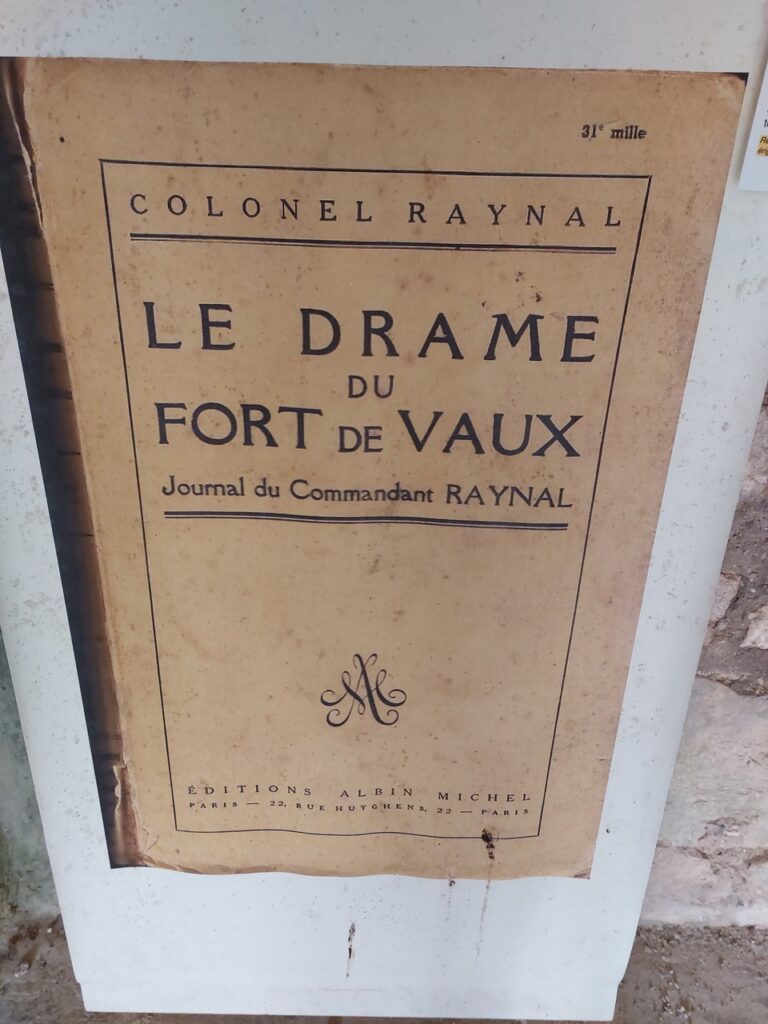 31e mille
COLONEL RAYNAL
LE DRAME
DU
FORT DE VAUX
Journal du Commandant RAYNAL
AM
ÉDITIONS ALBIN MICHEL
PARIS — 22, RUE HUYGHENS, 22 — PARIS